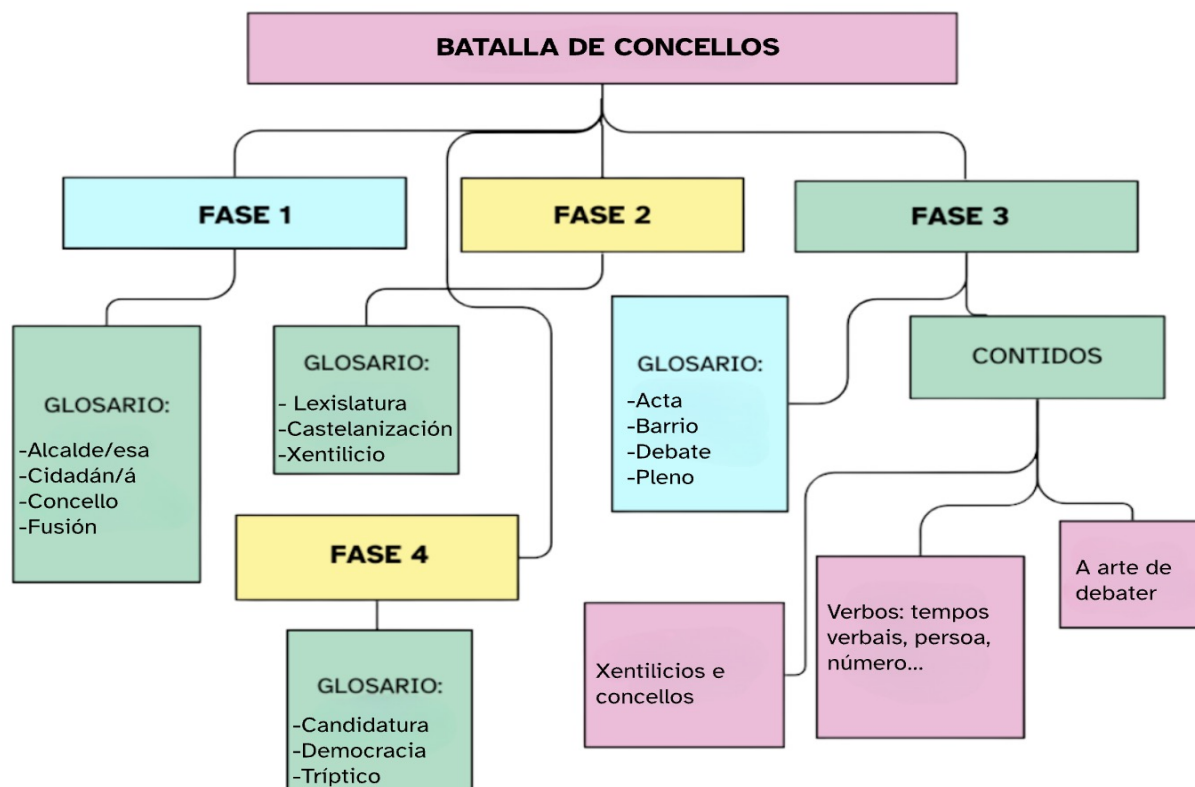 BATALLA DE CONCELLOS
FASE 1
FASE 2
FASE 3
GLOSARIO:
-Alcalde/esa
-Cidadán/á
-Concello
-Fusión
GLOSARIO:
- Lexislatura
-Castelanización
-Xentilicio
GLOSARIO:
-Acta
-Barrio
-Debate
-Pleno
CONTIDOS
FASE 4
GLOSARIO:
-Candidatura
-Democracia
-Tríptico
Xentilicios e
concellos
Verbos: tempos
verbais, persoa,
número...
A arte de
debater